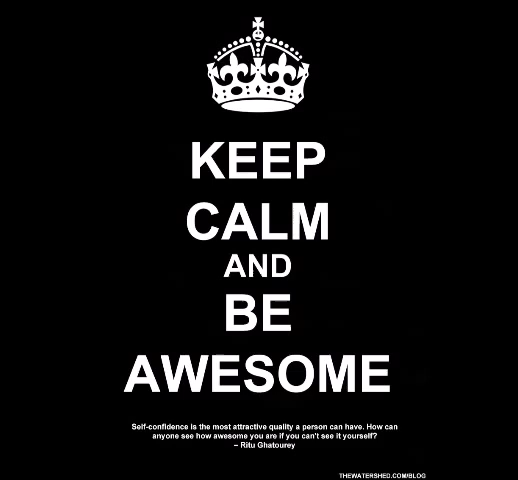 KEEP
CALM
AND
BE
AWESOME
Self-confidence is the most attractive quality a person can have. How can
anyone see how awesome you are if you can't see it yourself?
– Ritu Ghatourey
THEWATERSHED.COM/BLOG